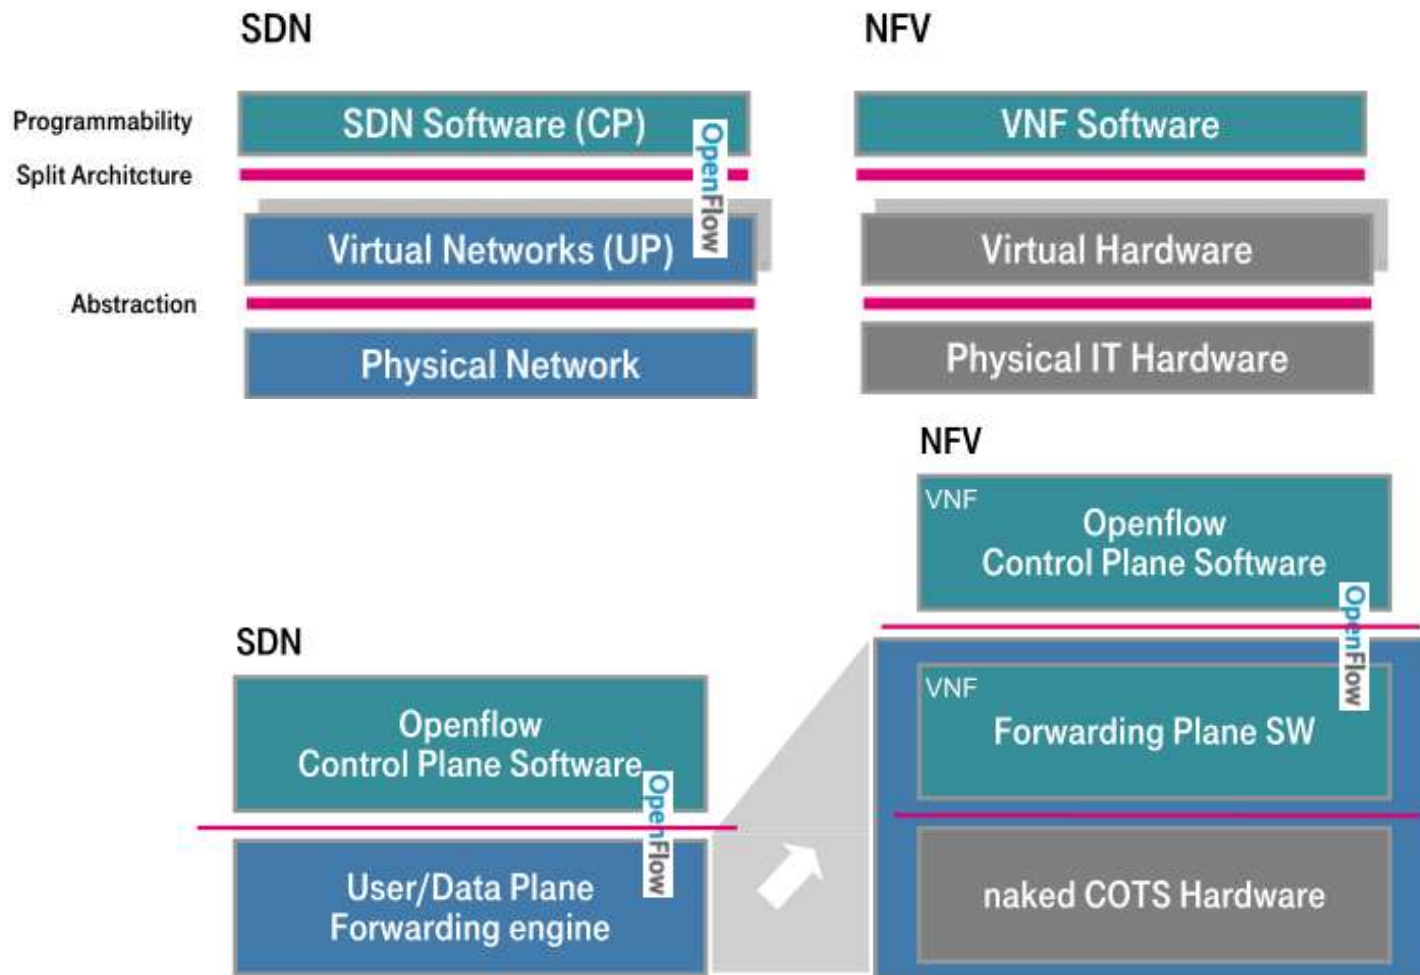 SDN
NFV
Programmability
SDN Software (CP)
VNF Software
OpenFlow
Split Architcture
Virtual Networks (UP)
Virtual Hardware
Abstraction
Physical Network
Physical IT Hardware
NFV
VNF
Openflow
Control Plane Software
OpenFlow
SDN
VNF
Forwarding Plane SW
Openflow
Control Plane Software
OpenFlow
User/Data Plane
Forwarding engine
naked COTS Hardware